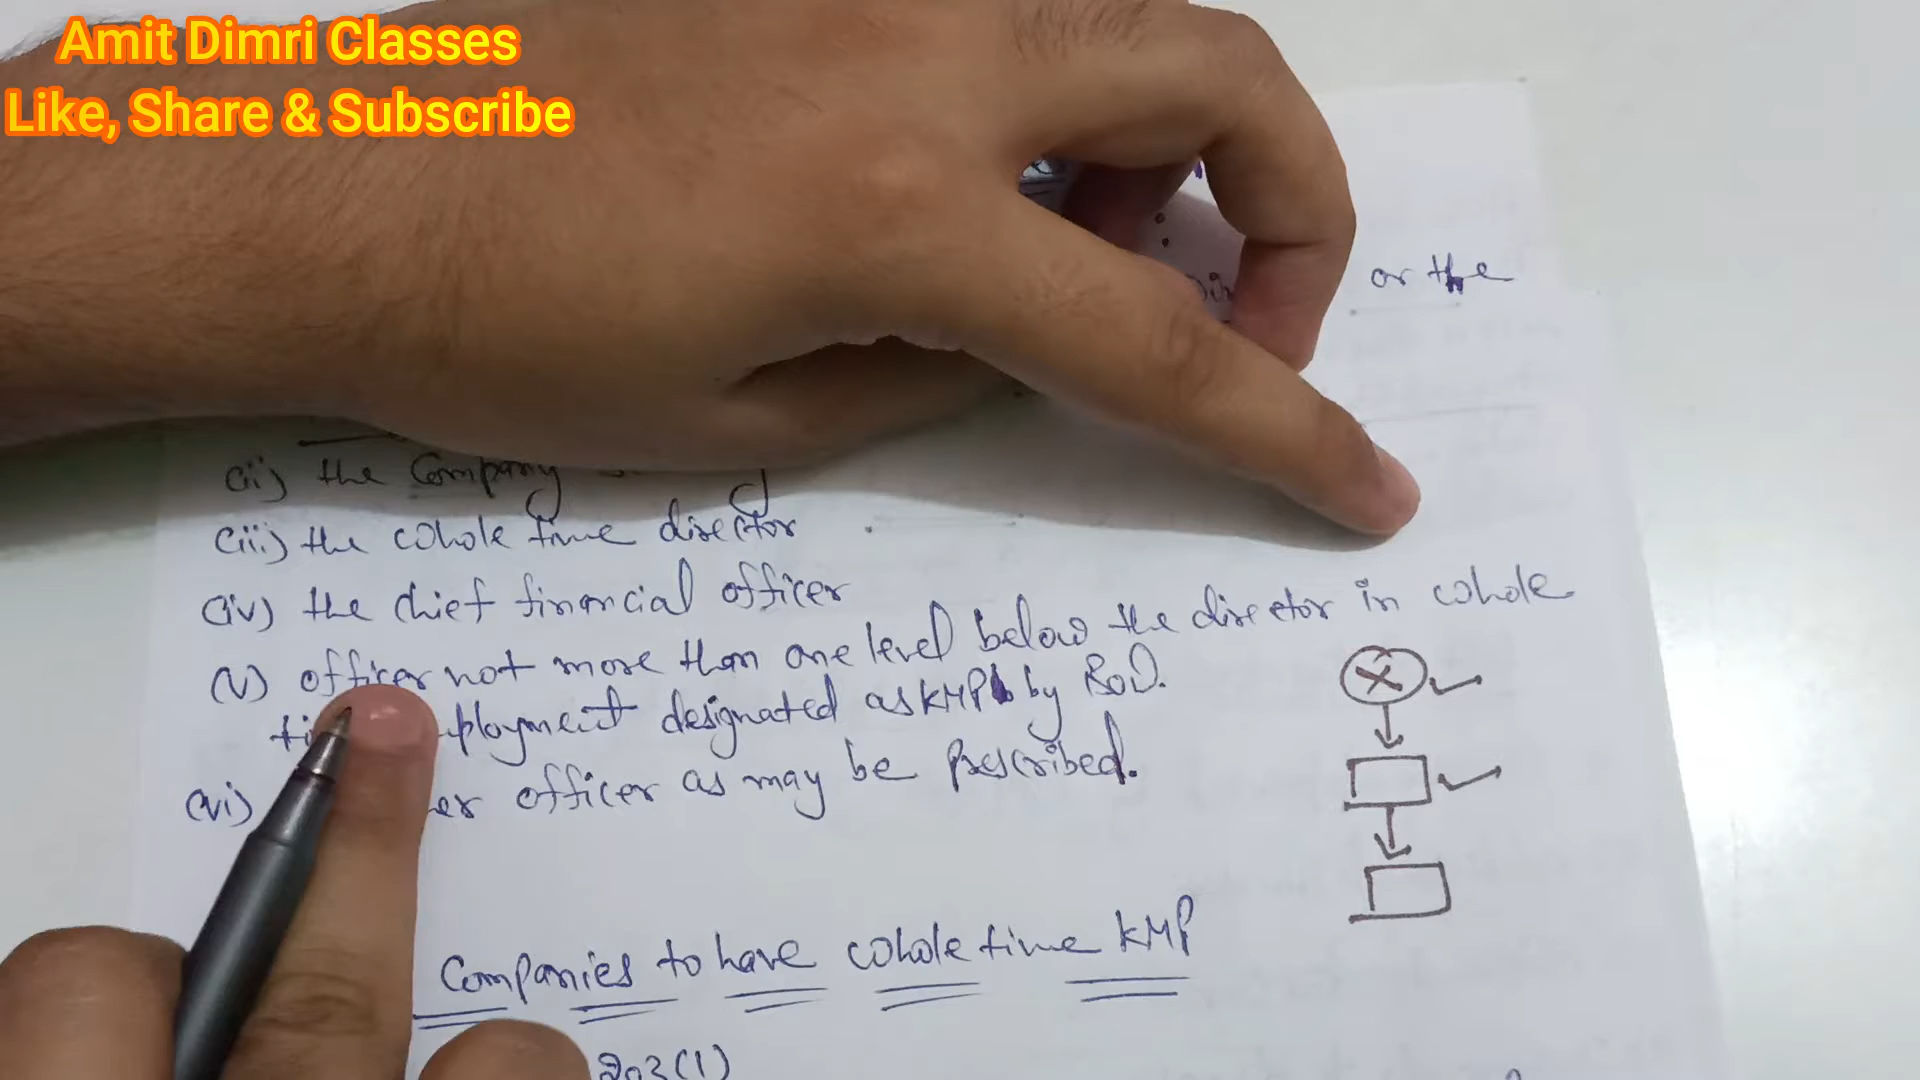 Amit Dimri Classes
Like, Share & Subscribe
or the
(ii) the Company
(iii) the whole time director
(iv) the chief financial officer
(v) officer not more than one level below the director in whole
employment designated as KMP by BoD.
(vi) officer as may be prescribed.
Companies to have whole time KMP
203(1)